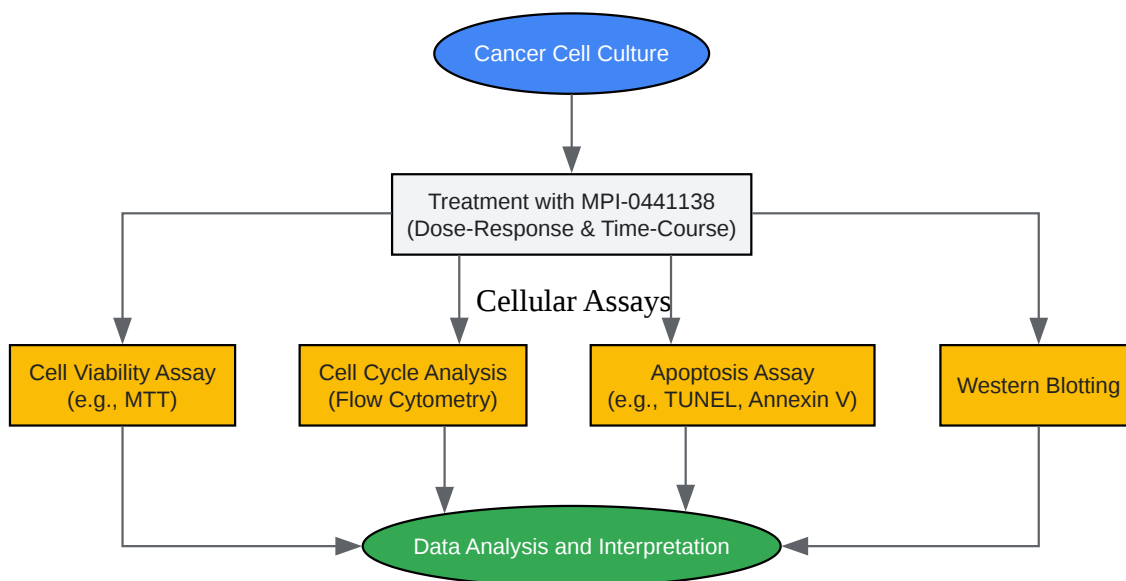 Cancer Cell Culture
Treatment with MPI-0441138
(Dose-Response & Time-Course)
Cellular Assays
Cell Viability Assay
(e.g., MTT)
Cell Cycle Analysis
(Flow Cytometry)
Apoptosis Assay
(e.g., TUNEL, Annexin V)
Western Blotting
Data Analysis and Interpretation